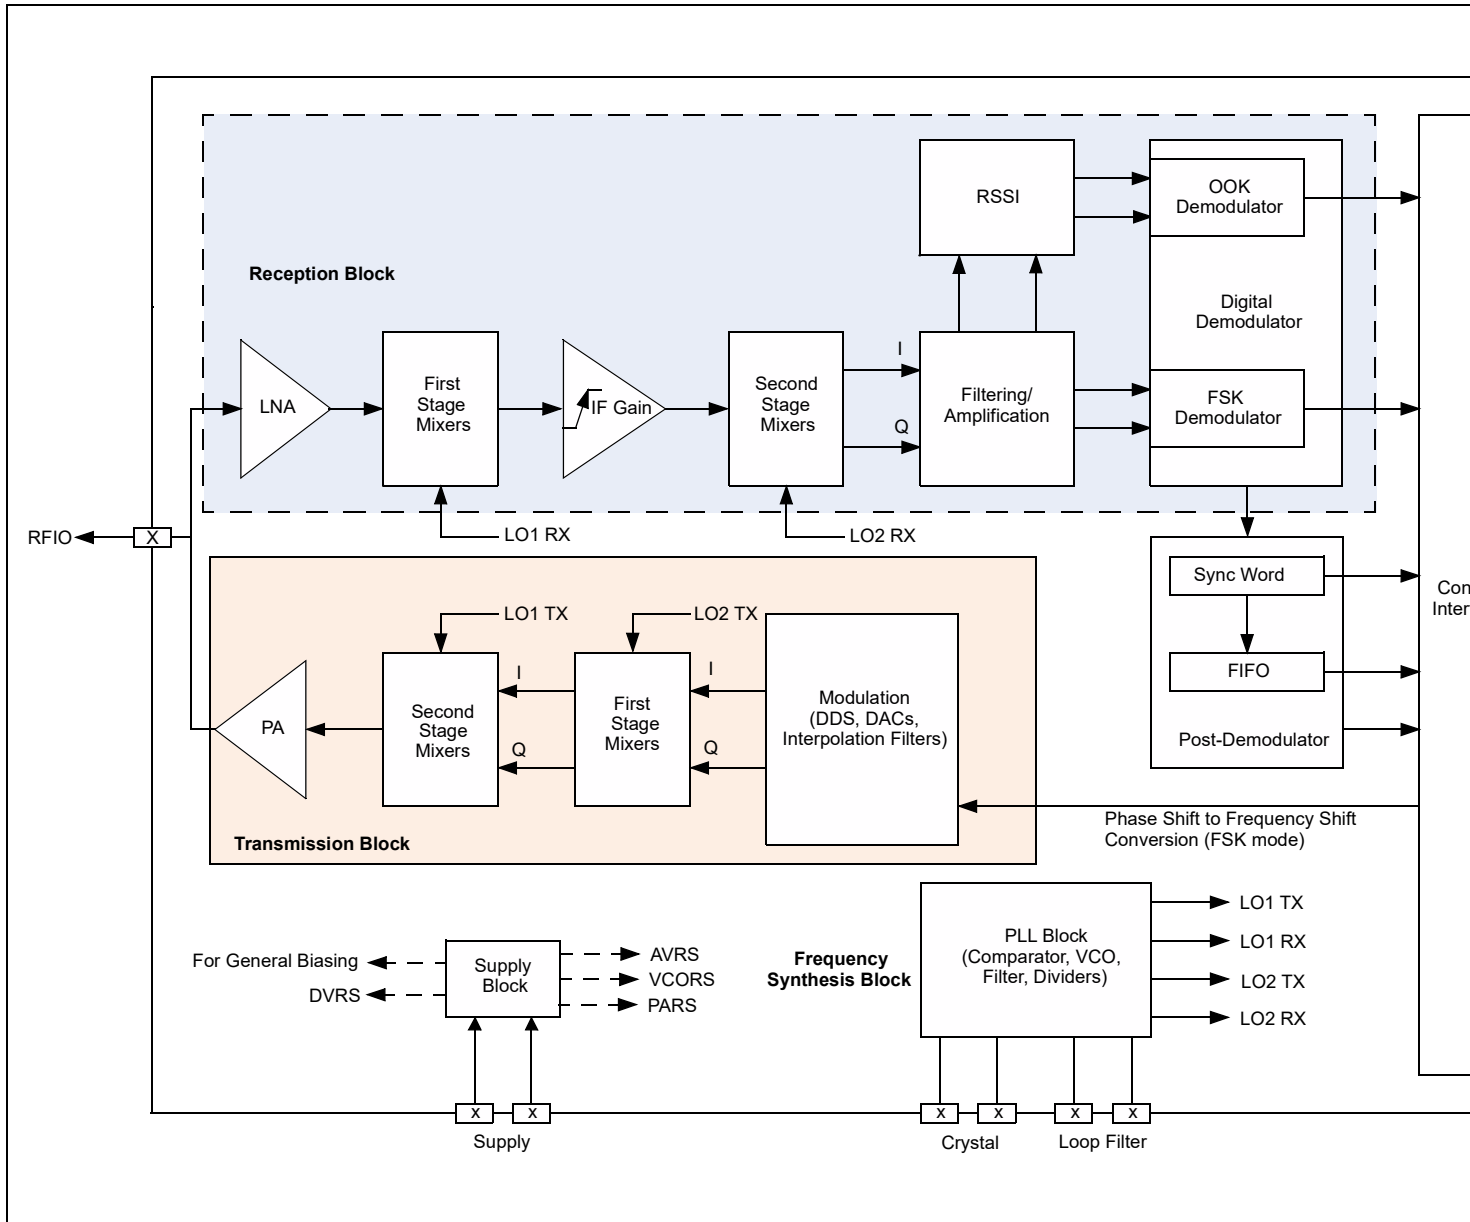 RSSI
OOK
Demodulator
Reception Block
Digital
Demodulator
LNA
First
Stage
Mixers
IF Gain
Second
Stage
Mixers
I
Q
Filtering/
Amplification
FSK
Demodulator
RFIO
X
LO1 RX
LO2 RX
Sync Word
FIFO
Post-Demodulator
Con
Inter
LO1 TX
LO2 TX
PA
Second
Stage
Mixers
I
Q
First
Stage
Mixers
I
Q
Modulation
(DDS, DACs,
Interpolation Filters)
Transmission Block
Phase Shift to Frequency Shift
Conversion (FSK mode)
For General Biasing
DVRS
Supply
Block
AVRS
VCORS
PARS
Frequency
Synthesis Block
PLL Block
(Comparator, VCO,
Filter, Dividers)
LO1 TX
LO1 RX
LO2 TX
LO2 RX
X X
Supply
X X
Crystal
X X
Loop Filter